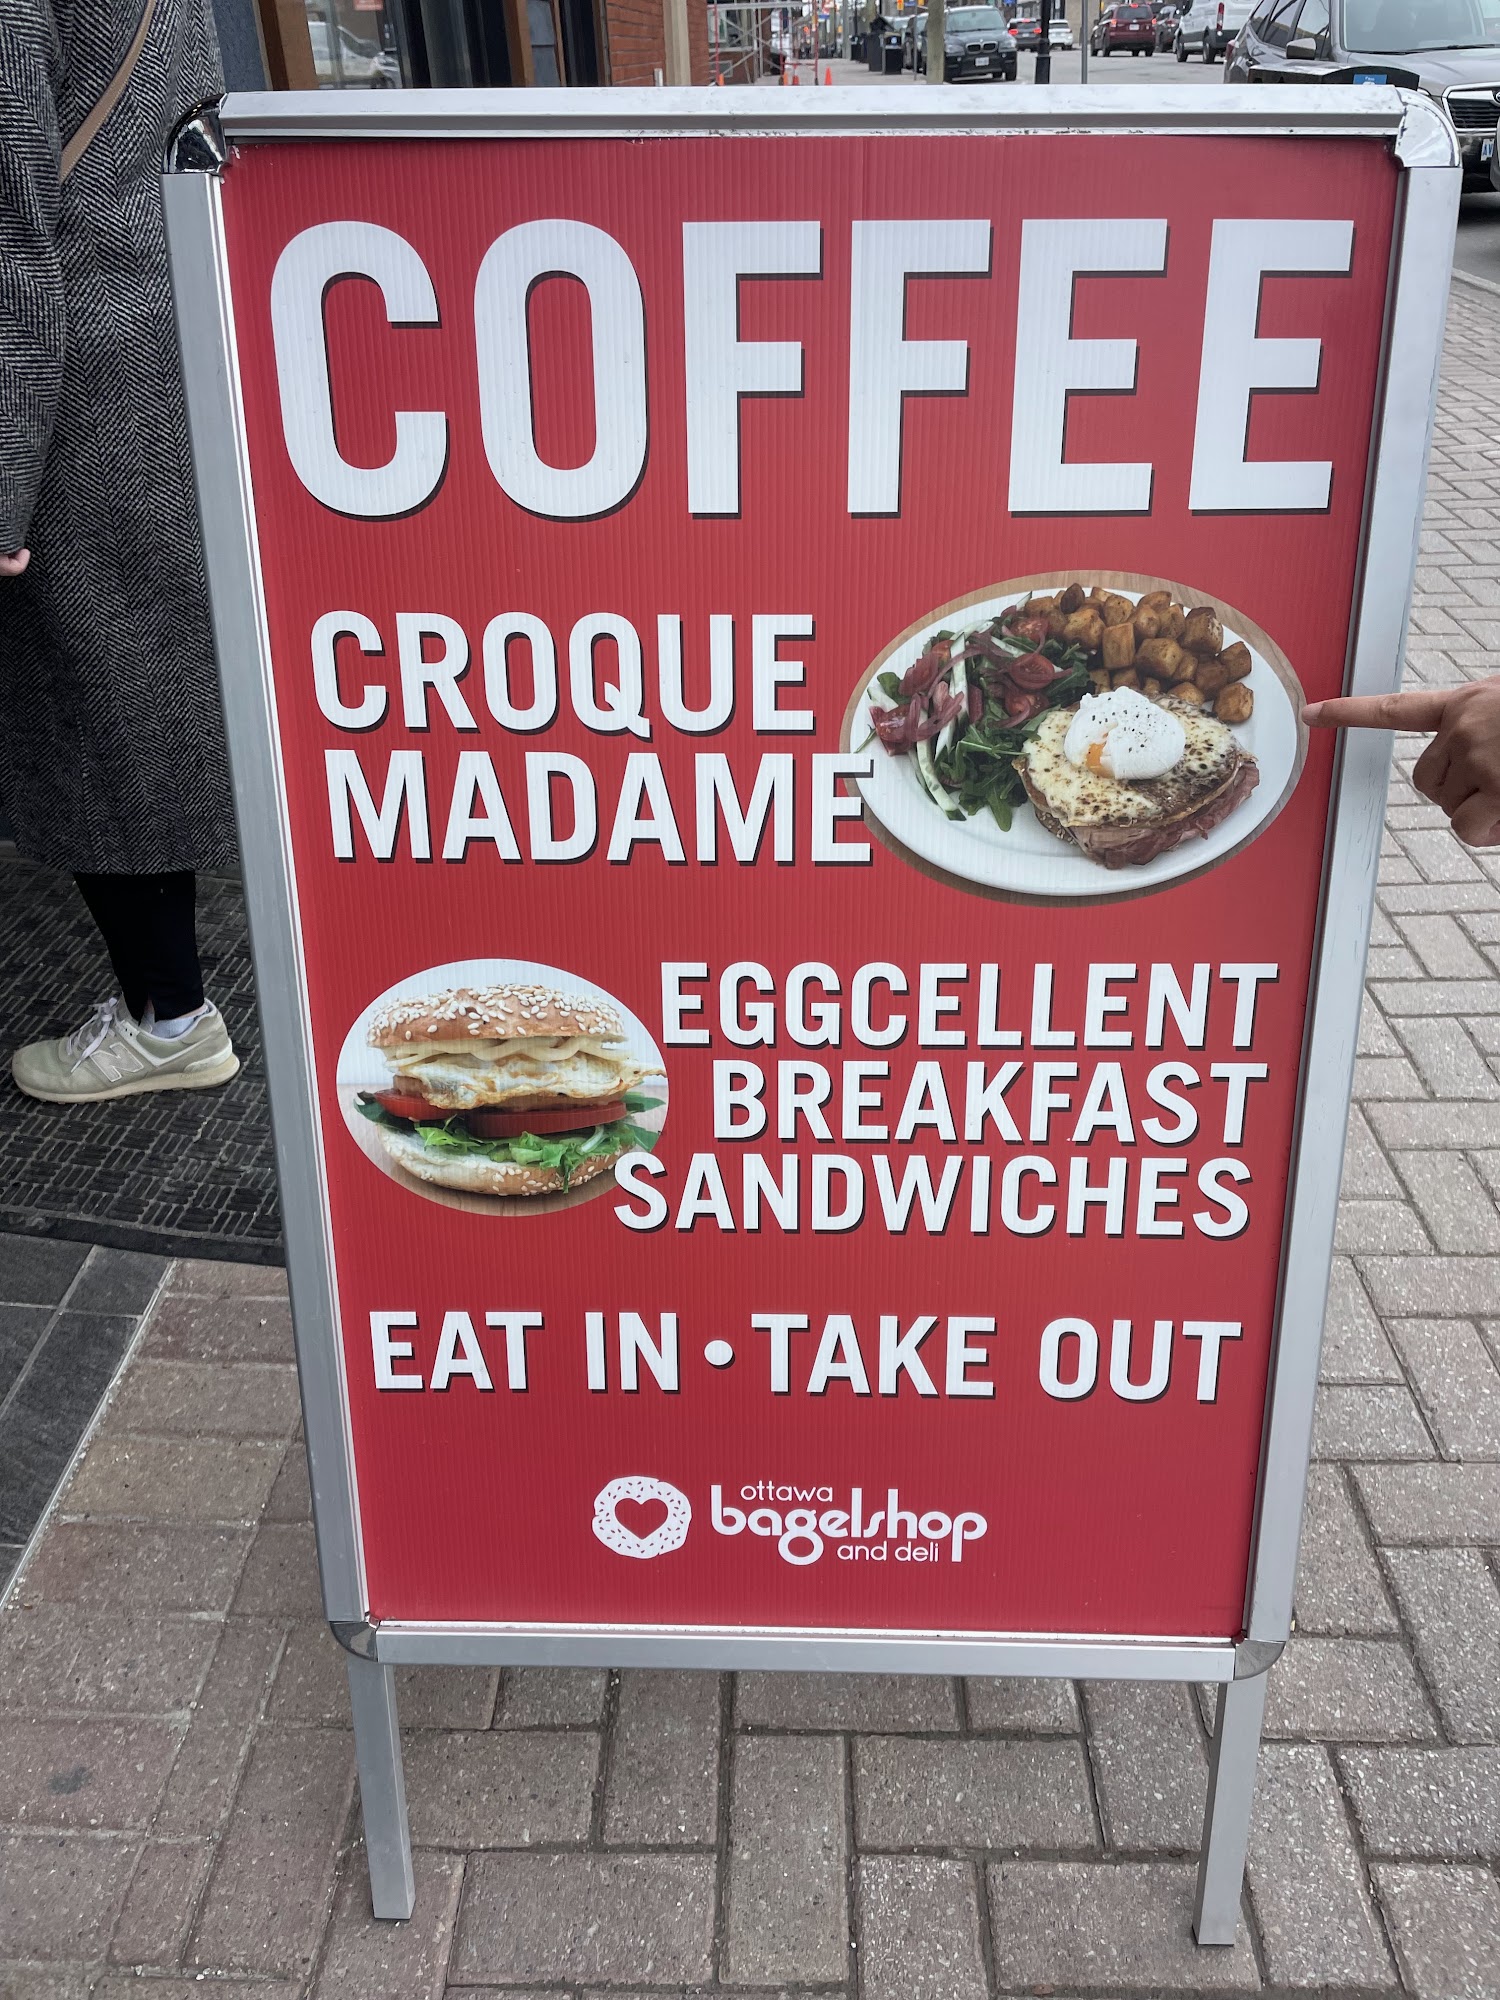 COFFEE
CROQUE
MADAME
EGGCELLENT
BREAKFAST
SANDWICHES
EAT IN • TAKE OUT
ottawa
bagelshop
and deli